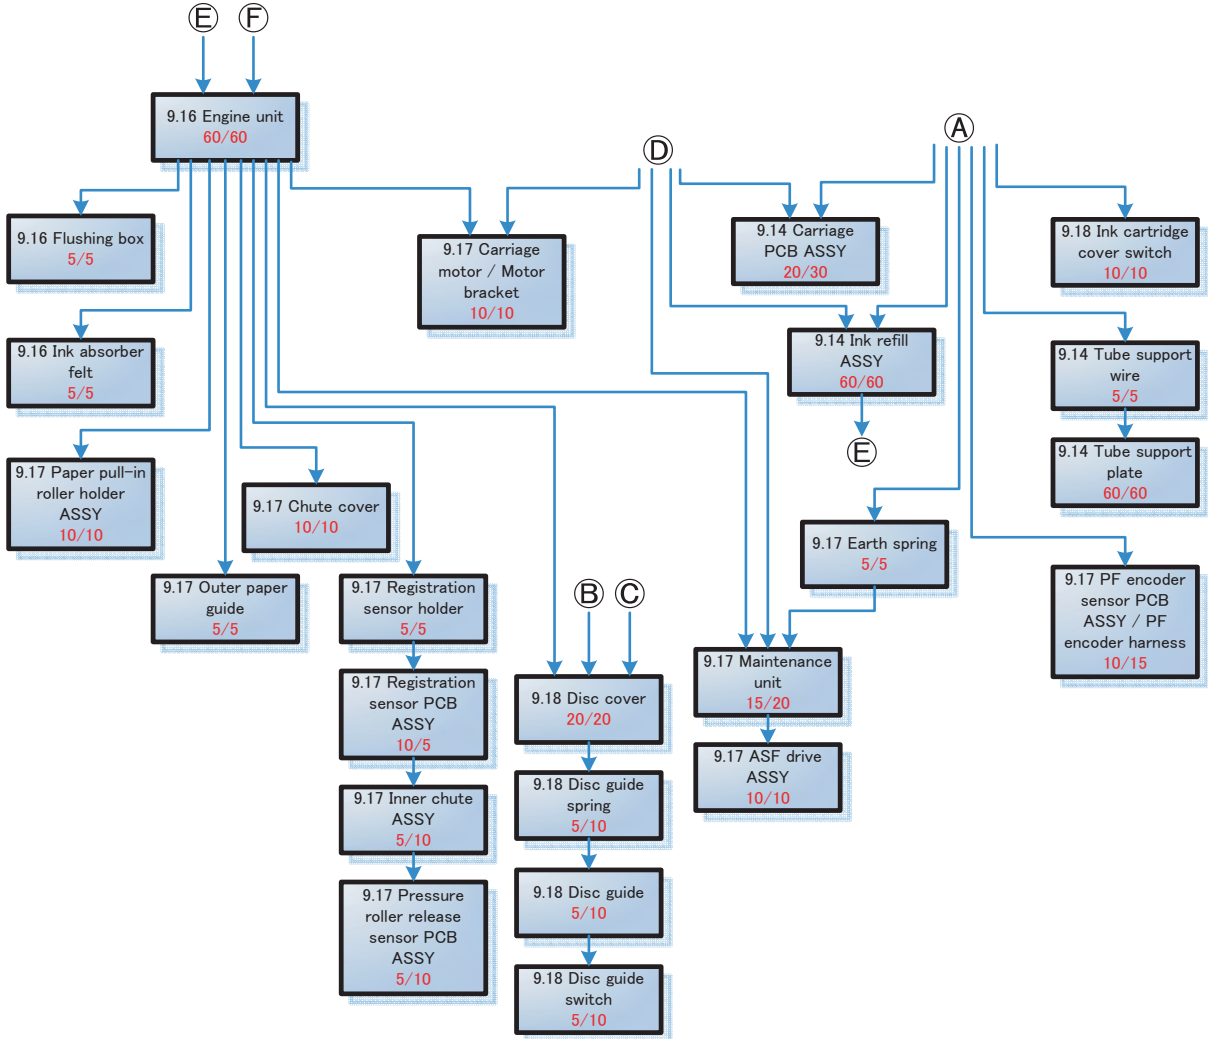 E
F
9.16 Engine unit
60/60
A
D
9.16 Flushing box
5/5
9.17 Carriage
motor / Motor
bracket
10/10
9.14 Carriage
PCB ASSY
20/30
9.18 Ink cartridge
cover switch
10/10
9.16 Ink absorber
felt
5/5
9.14 Ink refill
ASSY
60/60
E
9.14 Tube support
wire
5/5
9.14 Tube support
plate
60/60
9.17 Paper pull-in
roller holder
ASSY
10/10
9.17 Chute cover
10/10
9.17 Earth spring
5/5
9.17 Outer paper
guide
5/5
9.17 Registration
sensor holder
5/5
B
C
9.17 PF encoder
sensor PCB
ASSY / PF
encoder harness
10/15
9.17 Registration
sensor PCB
ASSY
10/5
9.18 Disc cover
20/20
9.17 Maintenance
unit
15/20
9.17 ASF drive
ASSY
10/10
9.17 Inner chute
ASSY
5/10
9.18 Disc guide
spring
5/10
9.17 Pressure
roller release
sensor PCB
ASSY
5/10
9.18 Disc guide
5/10
9.18 Disc guide
switch
5/10